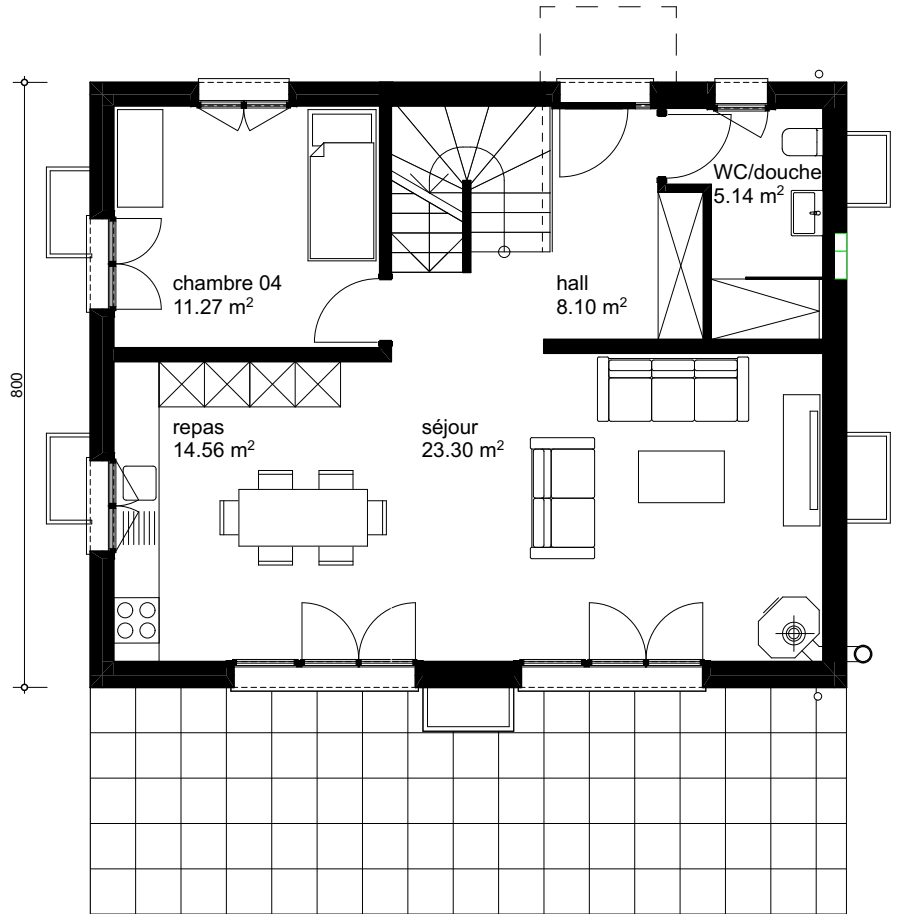 WC/douche
5.14 m²
chambre 04
11.27 m²
hall
8.10 m²
800
repas
14.56 m²
séjour
23.30 m²